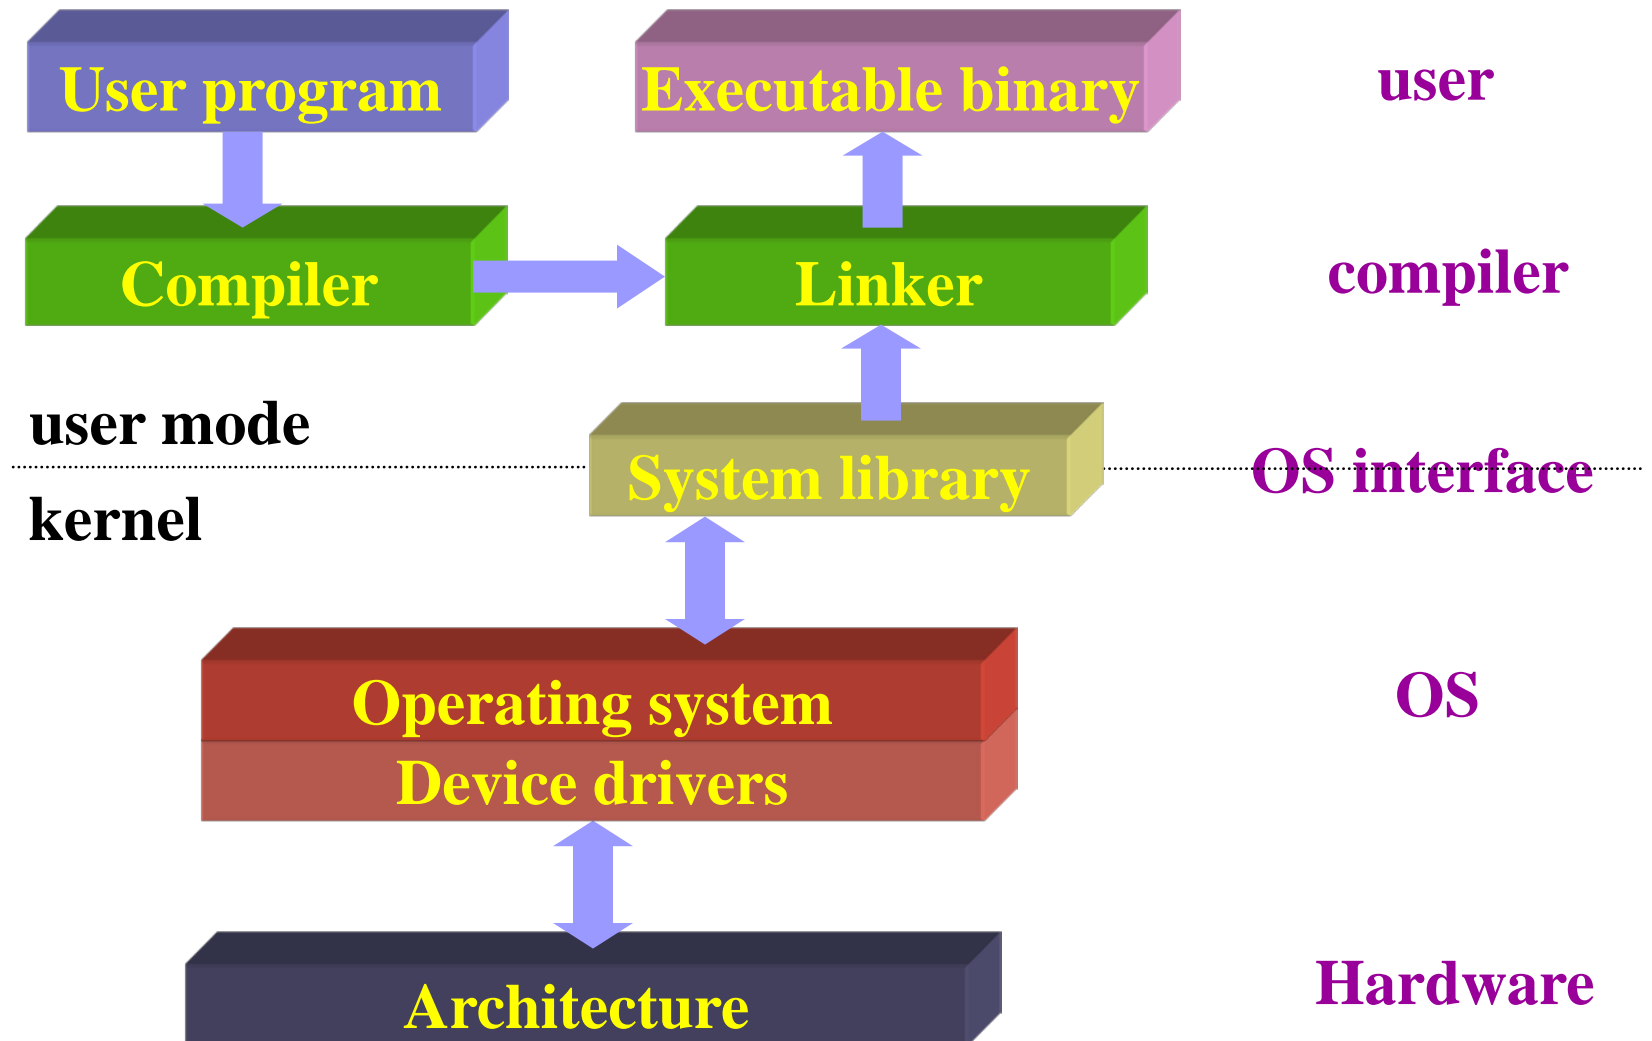 User program
Executable binary
user
Compiler
Linker
compiler
user mode
System library
OS interface
kernel
Operating system
OS
Device drivers
Architecture
Hardware